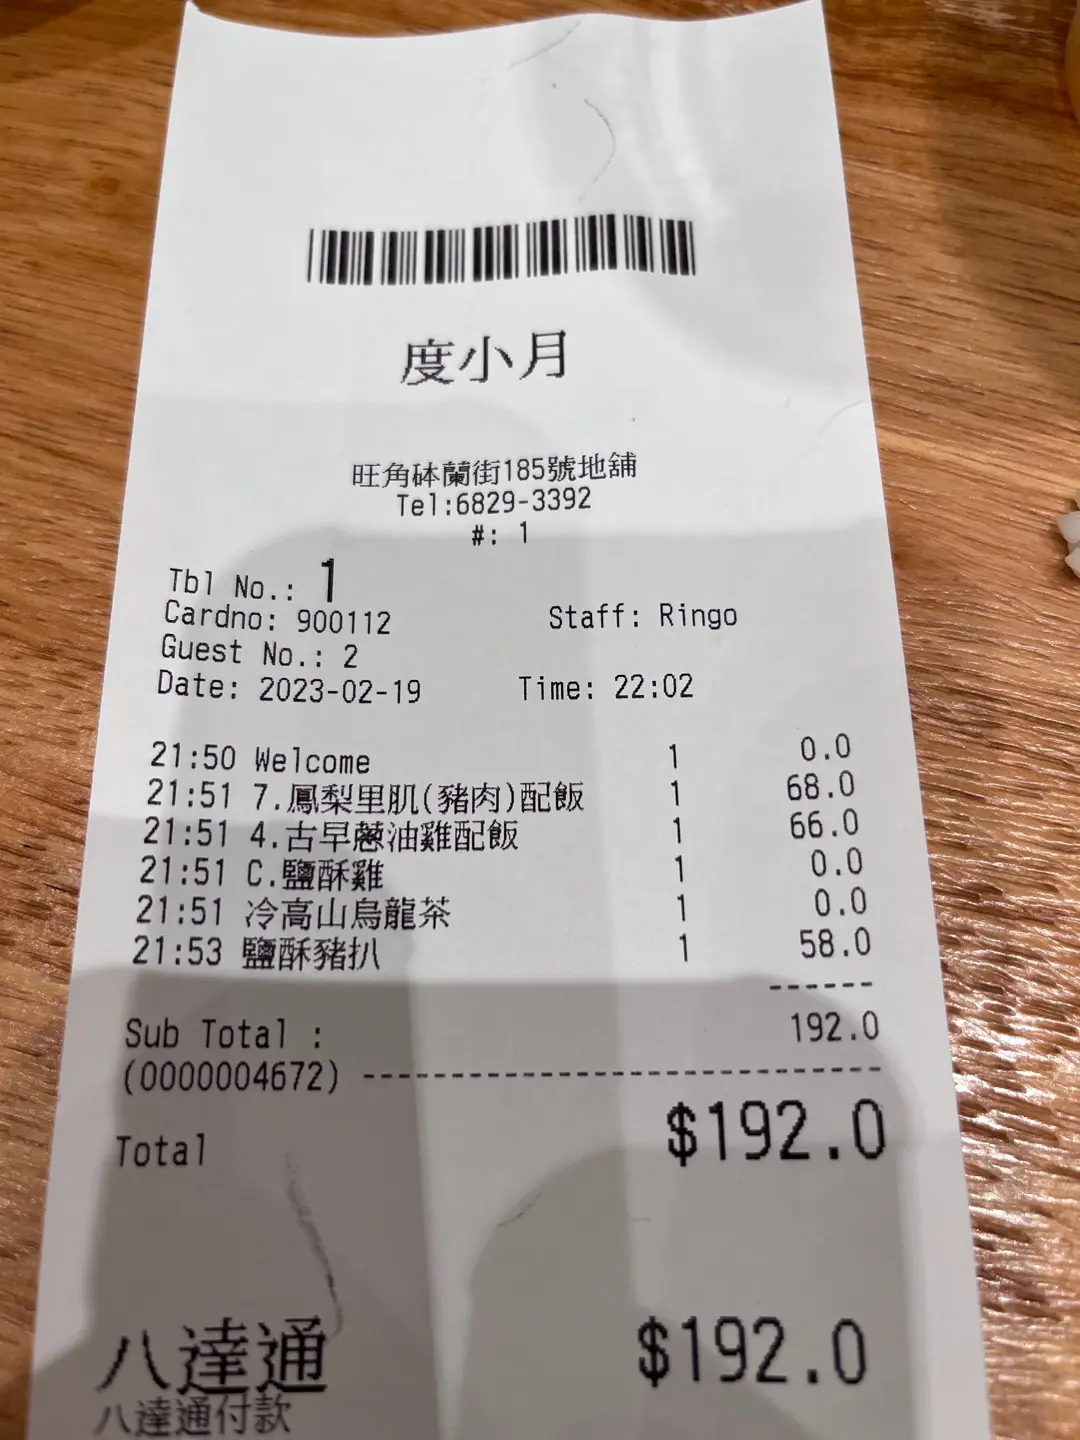 度小月
旺角砵蘭街185號地舖
Tel:6829-3392
#: 1
Tbl No.: 1
Cardno: 900112 Staff: Ringo
Guest No.: 2
Date: 2023-02-19 Time: 22:02
21:50 Welcome 1 0.0
21:51 7.鳳梨里肌(豬肉)配飯 1 68.0
21:51 4.古早蔥油雞配飯 1 66.0
21:51 C.鹽酥雞 1 0.0
21:51 冷高山烏龍茶 1 0.0
21:53 鹽酥豬扒 1 58.0
------
Sub Total : 192.0
(0000004672) -----------------------------
Total $192.0
八達通 $192.0
八達通付款